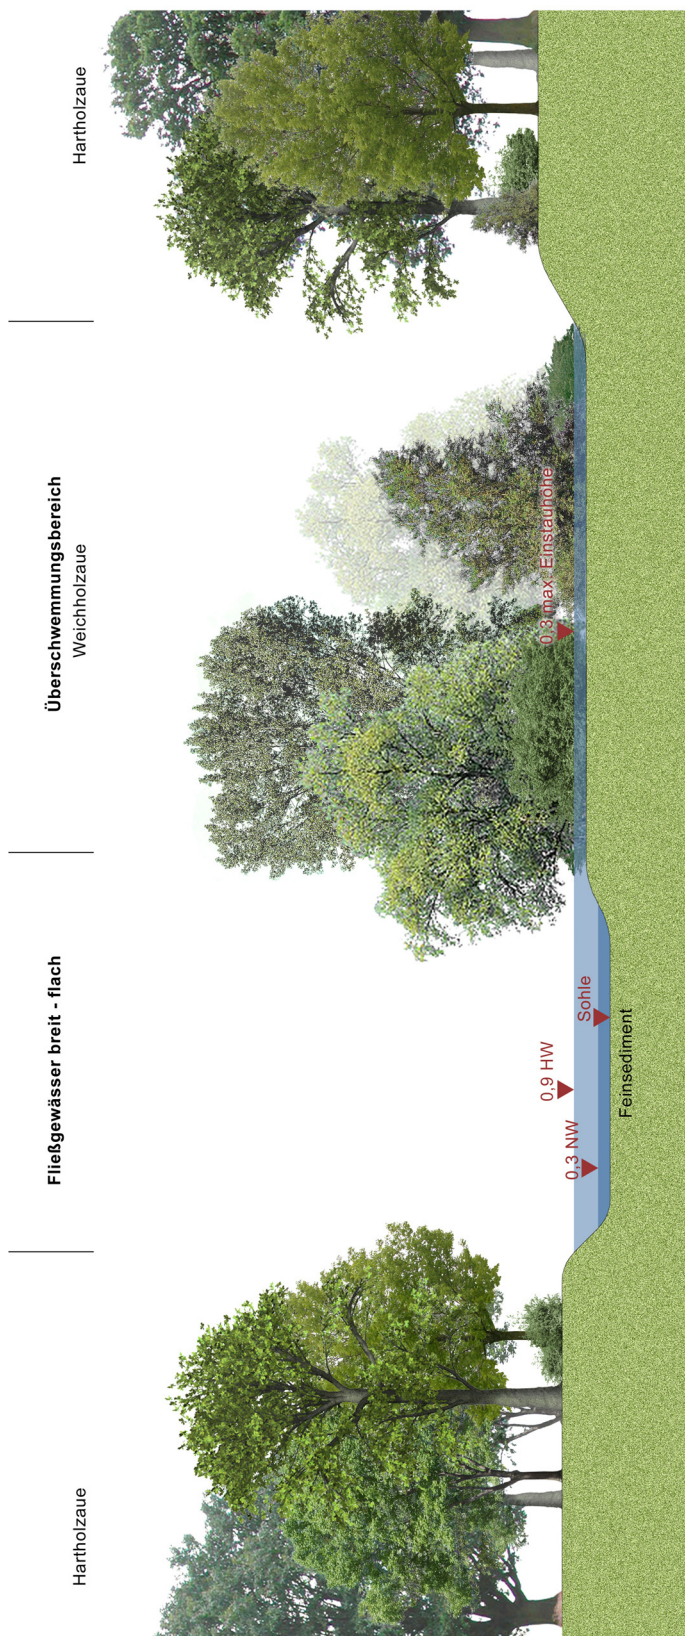 Hartholzaue
Fließgewässer breit - flach
Überschwemmungsbereich
Weichholzaue
Hartholzaue
0,3 NW
0,9 HW
Sohle
0,3 max. Einstauhöhe
Feinsediment